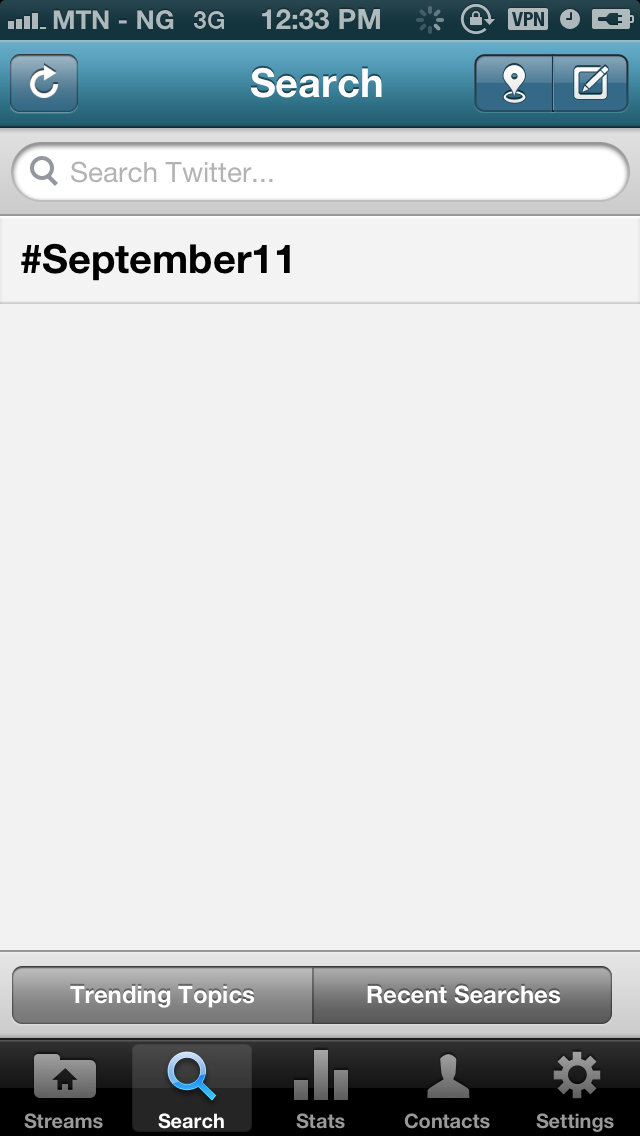 MTN - NG 3G 12:33 PM VPN
Search
Search Twitter...
#September11
Trending Topics Recent Searches
Streams Search Stats Contacts Settings